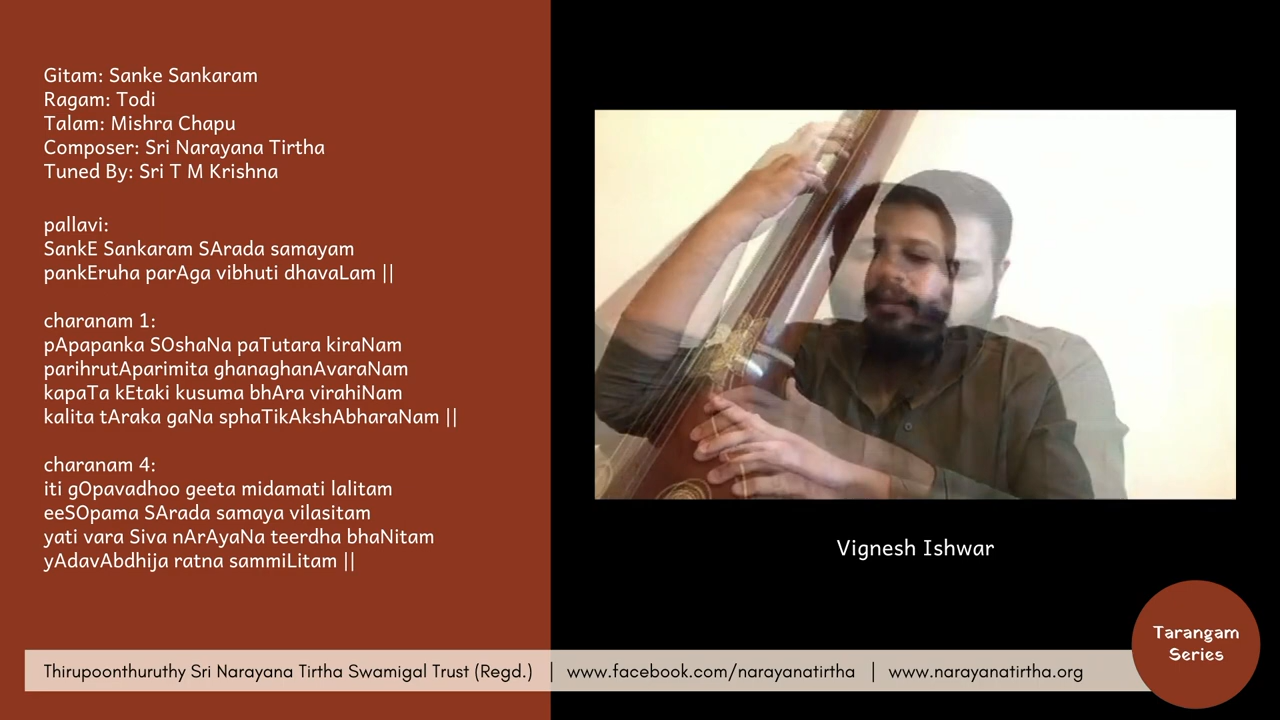 Gitam: Sanke Sankaram
Ragam: Todi
Talam: Mishra Chapu
Composer: Sri Narayana Tirtha
Tuned By: Sri T M Krishna
pallavi:
SankE Sankaram SArada samayam
pankEruha parAga vibhuti dhavaLam ||
charanam 1:
pApapanka SOshaNa paTutara kiraNam
parihrutAparimita ghanaghanAvaraNam
kapaTa kEtaki kusuma bhAra virahiNam
kalita tAraka gaNa sphaTikAkshAbharaNam ||
charanam 4:
iti gOpavadhoo geeta midamati lalitam
eeSOpama SArada samaya vilasitam
yati vara Siva nArAyaNa teerdha bhaNitam
yAdavAbdhija ratna sammiLitam ||
Vignesh Ishwar
Tarangam
Series
Thirupoonthuruthy Sri Narayana Tirtha Swamigal Trust (Regd.) | www.facebook.com/narayanatirtha | www.narayanatirtha.org